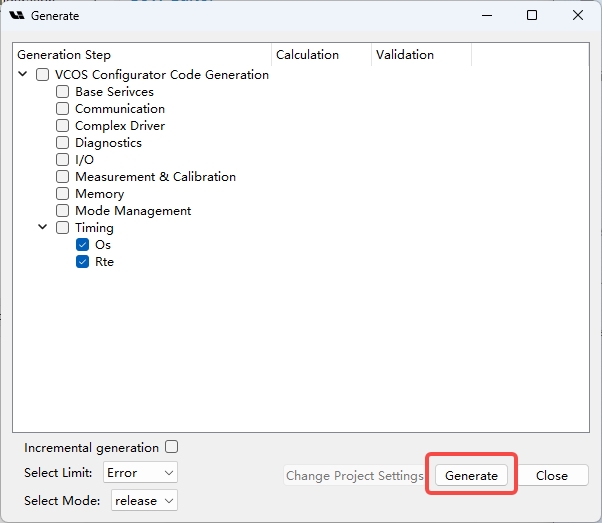 Generate
Generation Step Calculation Validation
VCOS Configurator Code Generation
Base Serivces
Communication
Complex Driver
Diagnostics
I/O
Measurement & Calibration
Memory
Mode Management
Timing
Os
Rte
Incremental generation
Select Limit: Error
Change Project Settings Generate Close
Select Mode: release